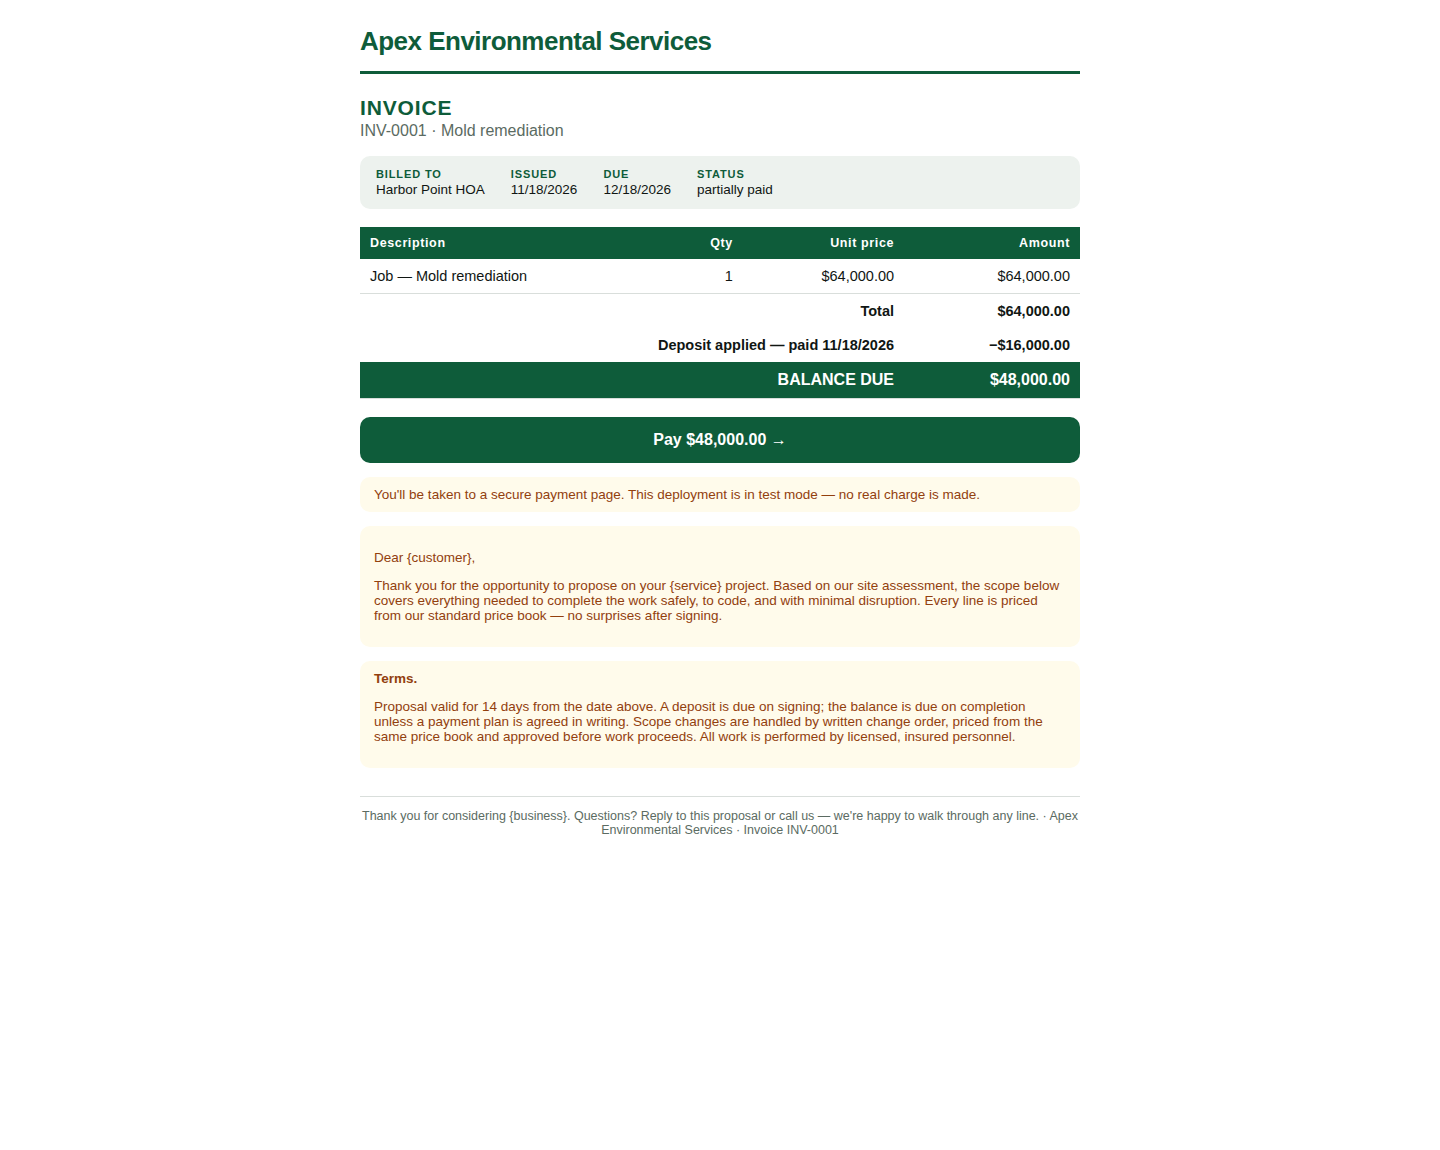 Apex Environmental Services
INVOICE
INV-0001 · Mold remediation
BILLED TO ISSUED DUE STATUS
Harbor Point HOA 11/18/2026 12/18/2026 partially paid
Description Qty Unit price Amount
Job — Mold remediation 1 $64,000.00 $64,000.00
Total $64,000.00
Deposit applied — paid 11/18/2026 −$16,000.00
BALANCE DUE $48,000.00
Pay $48,000.00 →
You'll be taken to a secure payment page. This deployment is in test mode — no real charge is made.
Dear {customer},
Thank you for the opportunity to propose on your {service} project. Based on our site assessment, the scope below
covers everything needed to complete the work safely, to code, and with minimal disruption. Every line is priced
from our standard price book — no surprises after signing.
Terms.
Proposal valid for 14 days from the date above. A deposit is due on signing; the balance is due on completion
unless a payment plan is agreed in writing. Scope changes are handled by written change order, priced from the
same price book and approved before work proceeds. All work is performed by licensed, insured personnel.
Thank you for considering {business}. Questions? Reply to this proposal or call us — we're happy to walk through any line. · Apex
Environmental Services · Invoice INV-0001